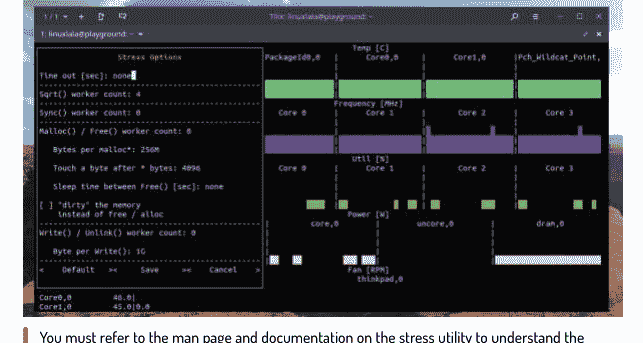 1 / 1
Tilix: linuxlala@playground: ~
1: linuxlala@playground: ~
Stress Options
Time out [sec]: none
Sqrt() worker count: 4
Sync() worker count: 0
Malloc() / Free() worker count: 0
Bytes per malloc*: 256M
Touch a byte after * bytes: 4096
Sleep time between Free() [sec]: none
[ ] "dirty" the memory
instead of free / alloc
Write() / Unlink() worker count: 0
Byte per Write(): 1G
< Default >< Save >< Cancel >
Temp [C]
PackageId0,0 Core0,0 Core1,0 Pch_Wildcat_Point,
Frequency [MHz]
Core 0 Core 1 Core 2 Core 3
Util [%]
Core 0 Core 1 Core 2 Core 3
Power [W]
core,0 uncore,0 dram,0
Fan [RPM]
thinkpad,0
Core0,0 46.0|
Core1,0 45.0|0.0
You must refer to the man page and documentation on the stress utility to understand the